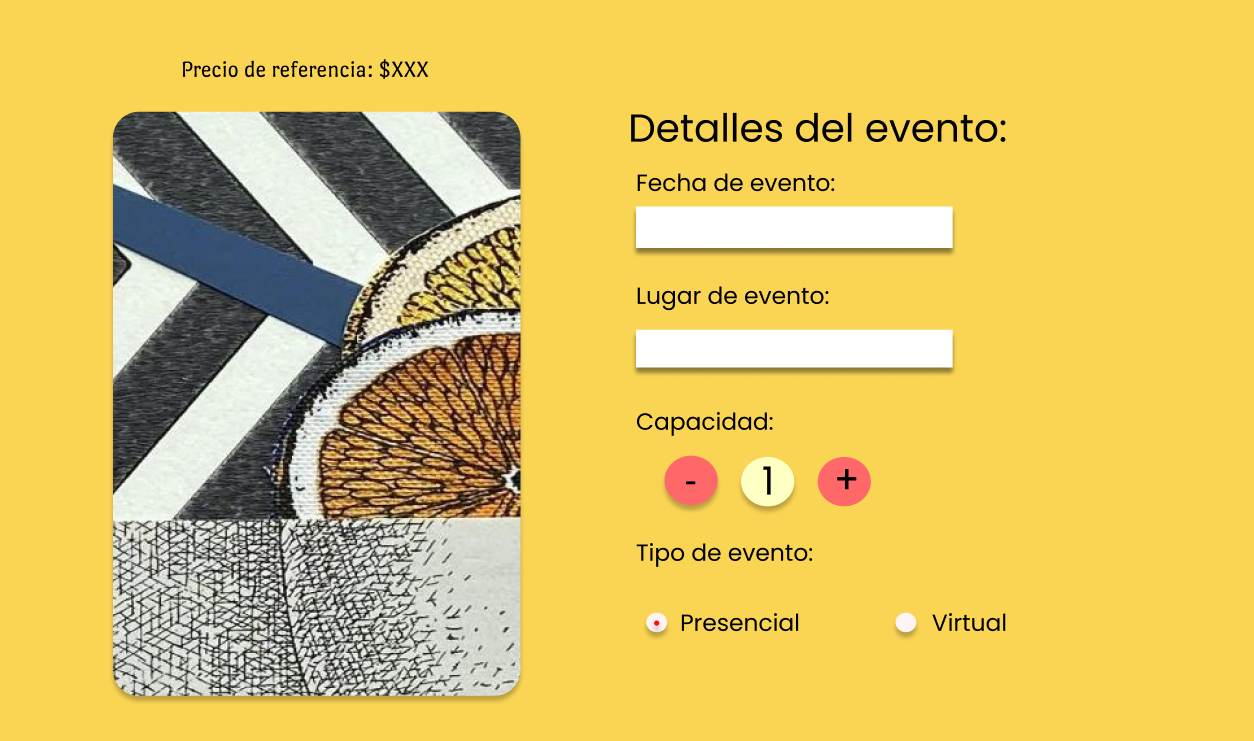 Precio de referencia: $XXX
Detalles del evento:
Fecha de evento:
Lugar de evento:
Capacidad:
- 1 +
Tipo de evento:
Presencial Virtual